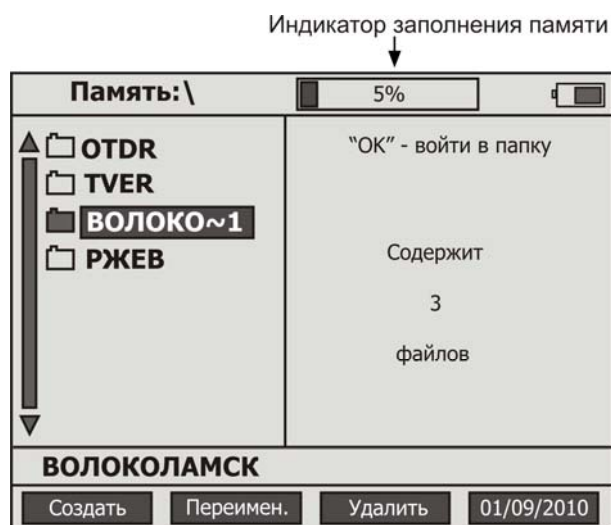 Индикатор заполнения памяти
Память:\
5%
OTDR
TVER
ВОЛОКО~1
РЖЕВ
"OK" - войти в папку
Содержит
3
файлов
ВОЛОКОЛАМСК
Создать
Переимен.
Удалить
01/09/2010